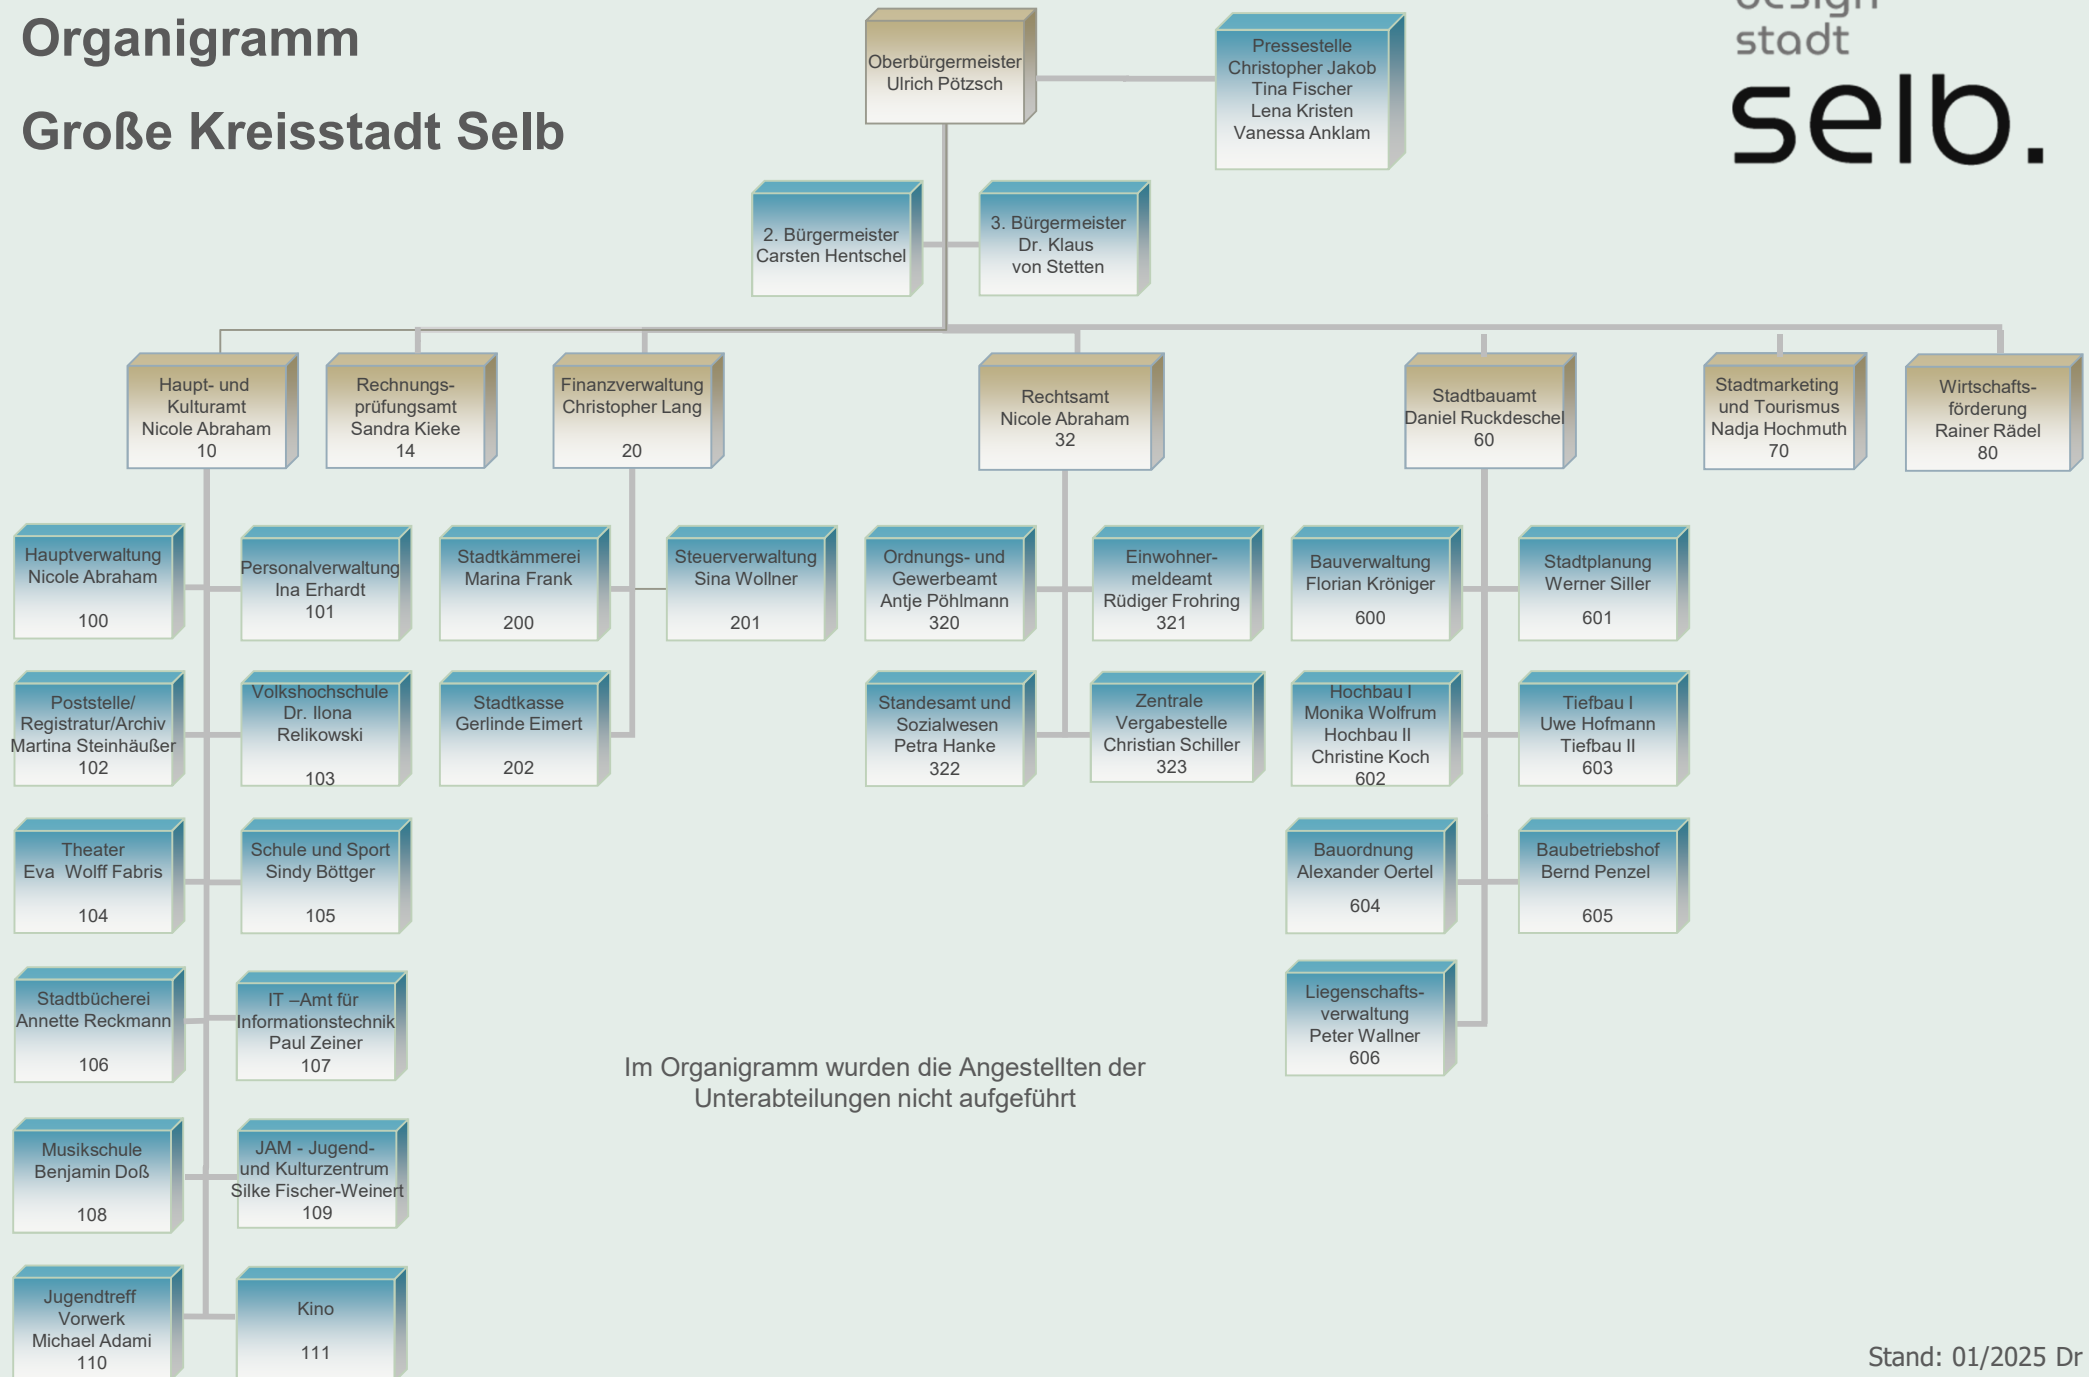 Organigramm
Große Kreisstadt Selb
Oberbürgermeister
Ulrich Pötzsch
Pressestelle
Christopher Jakob
Tina Fischer
Lena Kristen
Vanessa Anklam
design
stadt
selb.
2. Bürgermeister
Carsten Hentschel
3. Bürgermeister
Dr. Klaus
von Stetten
Haupt- und
Kulturamt
Nicole Abraham
10
Rechnungs-
prüfungsamt
Sandra Kieke
14
Finanzverwaltung
Christopher Lang
20
Rechtsamt
Nicole Abraham
32
Stadtbauamt
Daniel Ruckdeschel
60
Stadtmarketing
und Tourismus
Nadja Hochmuth
70
Wirtschafts-
förderung
Rainer Rädel
80
Hauptverwaltung
Nicole Abraham
100
Personalverwaltung
Ina Erhardt
101
Stadtkämmerei
Marina Frank
200
Steuerverwaltung
Sina Wollner
201
Ordnungs- und
Gewerbeamt
Antje Pöhlmann
320
Einwohner-
meldeamt
Rüdiger Frohring
321
Bauverwaltung
Florian Kröniger
600
Stadtplanung
Werner Siller
601
Poststelle/
Registratur/Archiv
Martina Steinhäußer
102
Volkshochschule
Dr. Ilona
Relikowski
103
Stadtkasse
Gerlinde Eimert
202
Standesamt und
Sozialwesen
Petra Hanke
322
Zentrale
Vergabestelle
Christian Schiller
323
Hochbau I
Monika Wolfrum
Hochbau II
Christine Koch
602
Tiefbau I
Uwe Hofmann
Tiefbau II
603
Theater
Eva  Wolff Fabris
104
Schule und Sport
Sindy Böttger
105
Bauordnung
Alexander Oertel
604
Baubetriebshof
Bernd Penzel
605
Stadtbücherei
Annette Reckmann
106
IT –Amt für
Informationstechnik
Paul Zeiner
107
Liegenschafts-
verwaltung
Peter Wallner
606
Im Organigramm wurden die Angestellten der
Unterabteilungen nicht aufgeführt
Musikschule
Benjamin Doß
108
JAM - Jugend-
und Kulturzentrum
Silke Fischer-Weinert
109
Jugendtreff
Vorwerk
Michael Adami
110
Kino
111
Stand: 01/2025 Dr